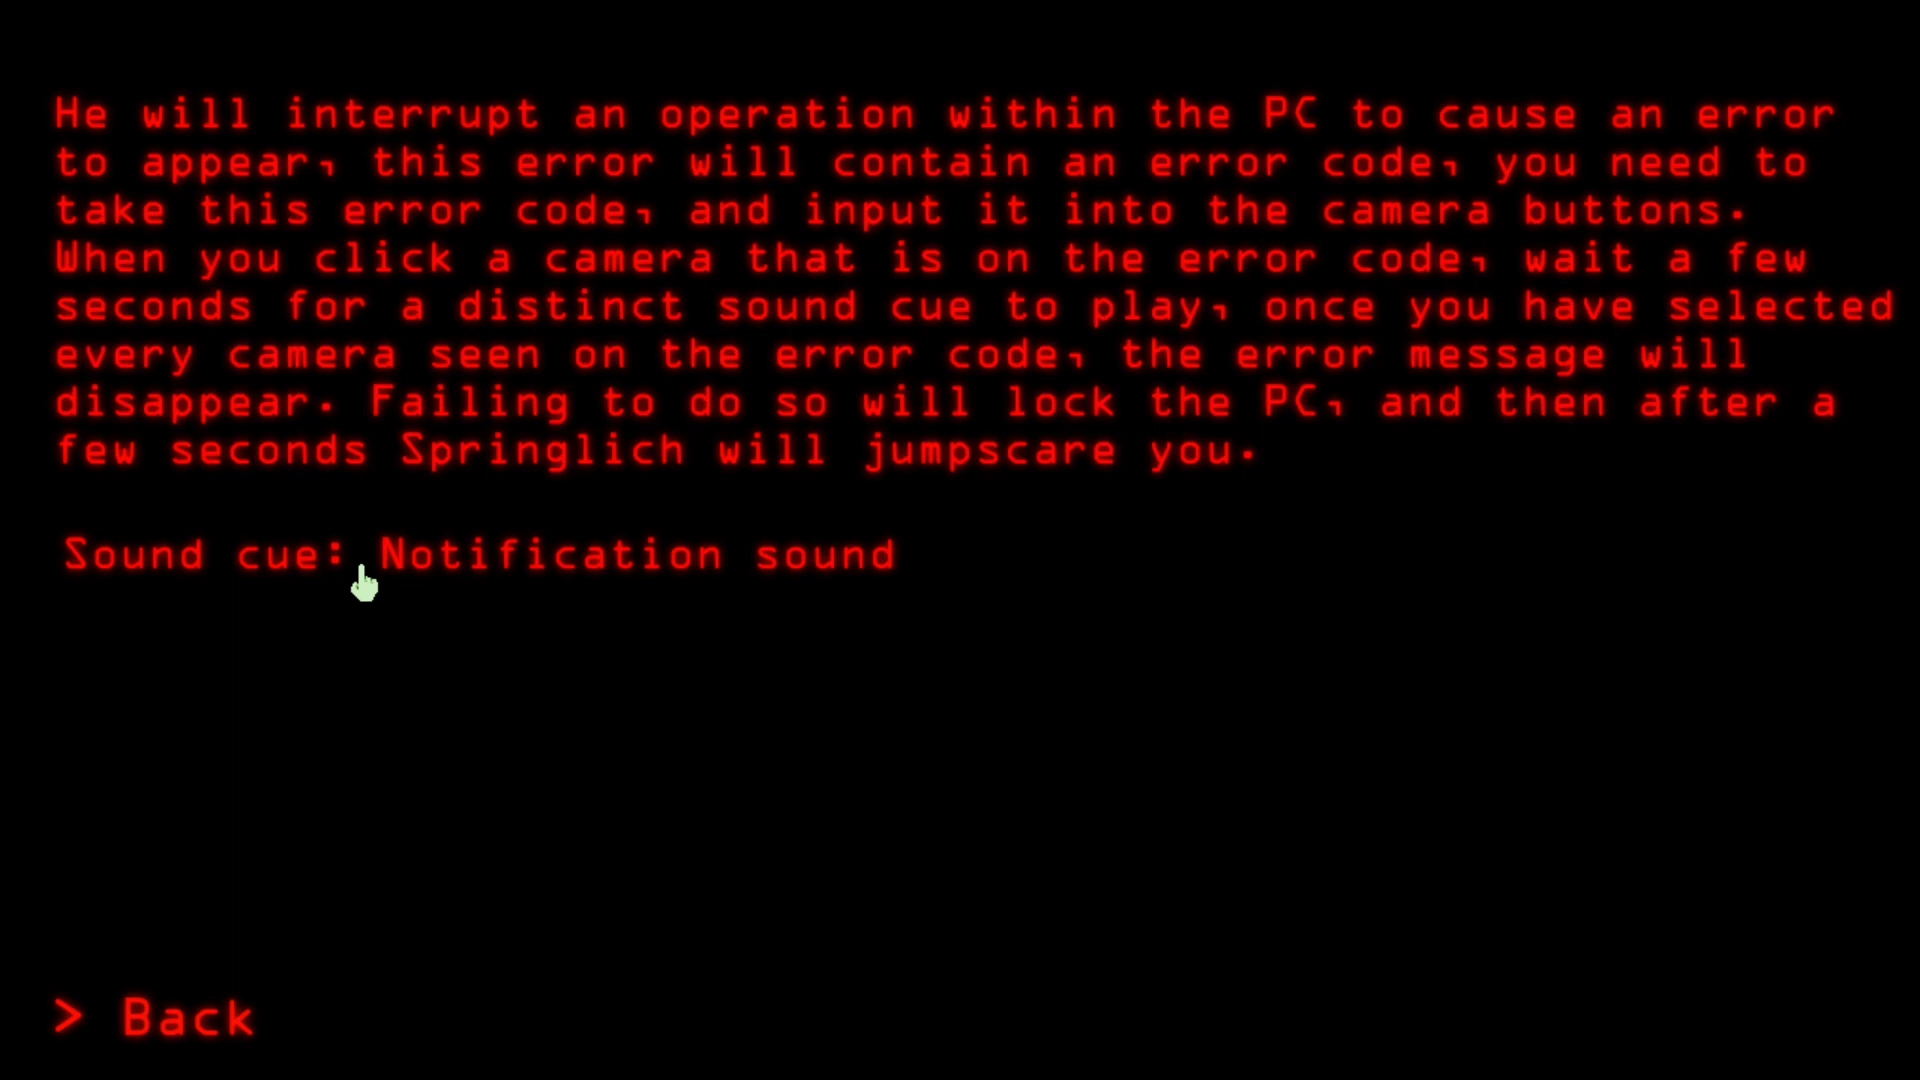 He will interrupt an operation within the PC to cause an error
to appear, this error will contain an error code, you need to
take this error code, and input it into the camera buttons.
When you click a camera that is on the error code, wait a few
seconds for a distinct sound cue to play, once you have selected
every camera seen on the error code, the error message will
disappear. Failing to do so will lock the PC, and then after a
few seconds Springlich will jumpscare you.
Sound cue: Notification sound
> Back